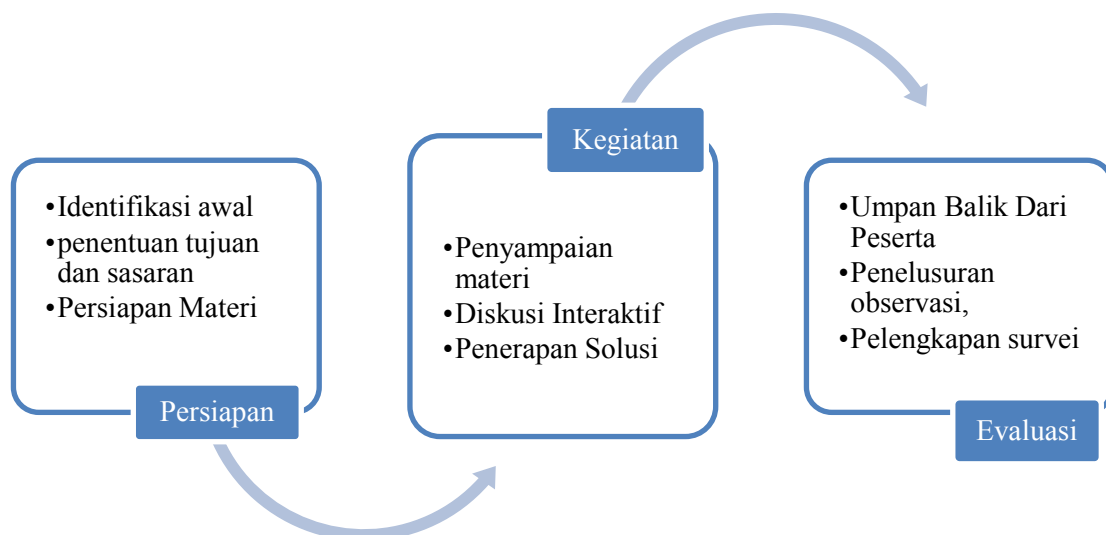 •Identifikasi awal
•penentuan tujuan
dan sasaran
•Persiapan Materi
Persiapan
Kegiatan
•Penyampaian
materi
•Diskusi Interaktif
•Penerapan Solusi
•Umpan Balik Dari
Peserta
•Penelusuran
observasi,
•Pelengkapan survei
Evaluasi